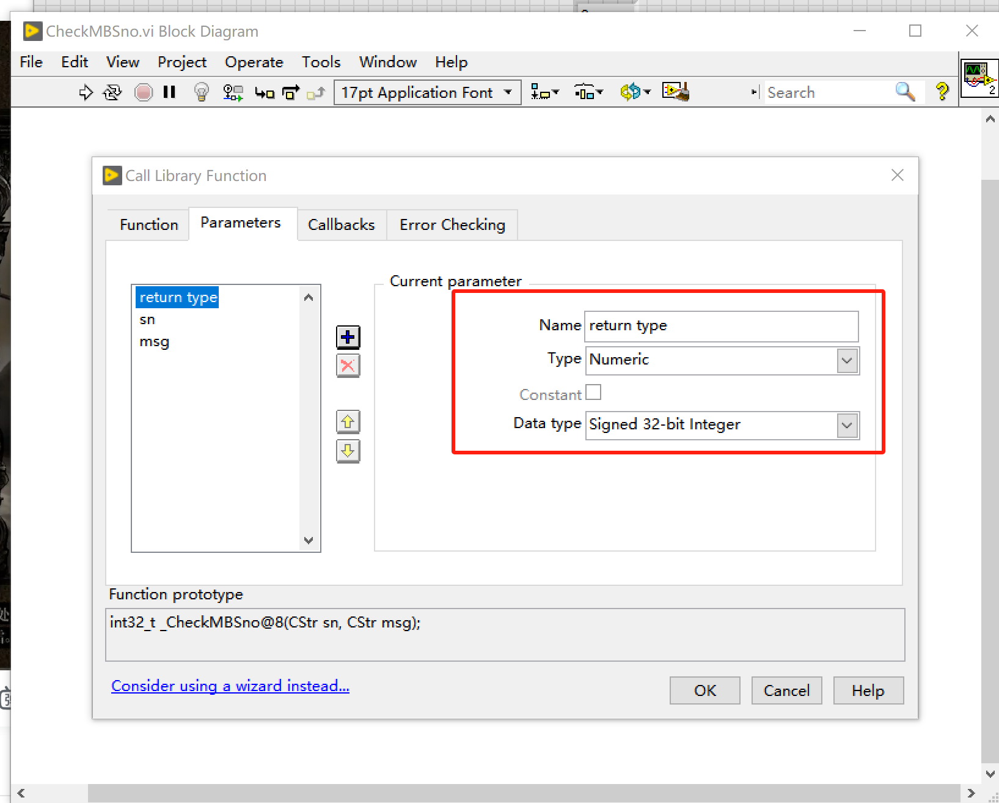 CheckMBSno.vi Block Diagram
File Edit View Project Operate Tools Window Help
17pt Application Font
Search
?
2
Call Library Function
Function Parameters Callbacks Error Checking
return type
sn
msg
Current parameter
Name return type
Type Numeric
Constant
Data type Signed 32-bit Integer
Function prototype
int32_t _CheckMBSno@8(CStr sn, CStr msg);
Consider using a wizard instead...
OK Cancel Help